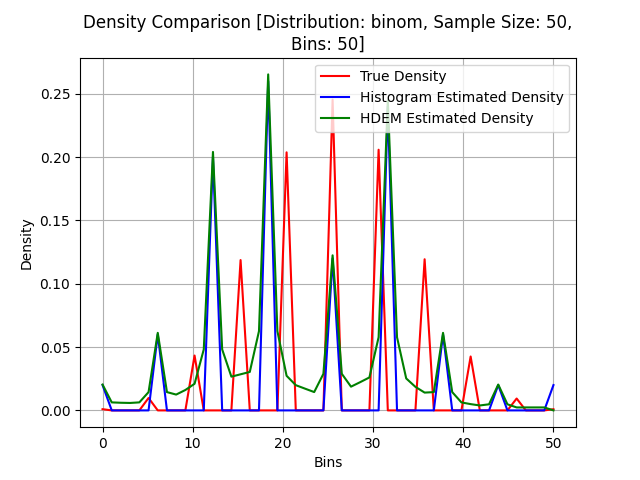 Density Comparison [Distribution: binom, Sample Size: 50,
Bins: 50]
True Density
Histogram Estimated Density
HDEM Estimated Density
Density
0.25
0.20
0.15
0.10
0.05
0.00
0 10 20 30 40 50
Bins